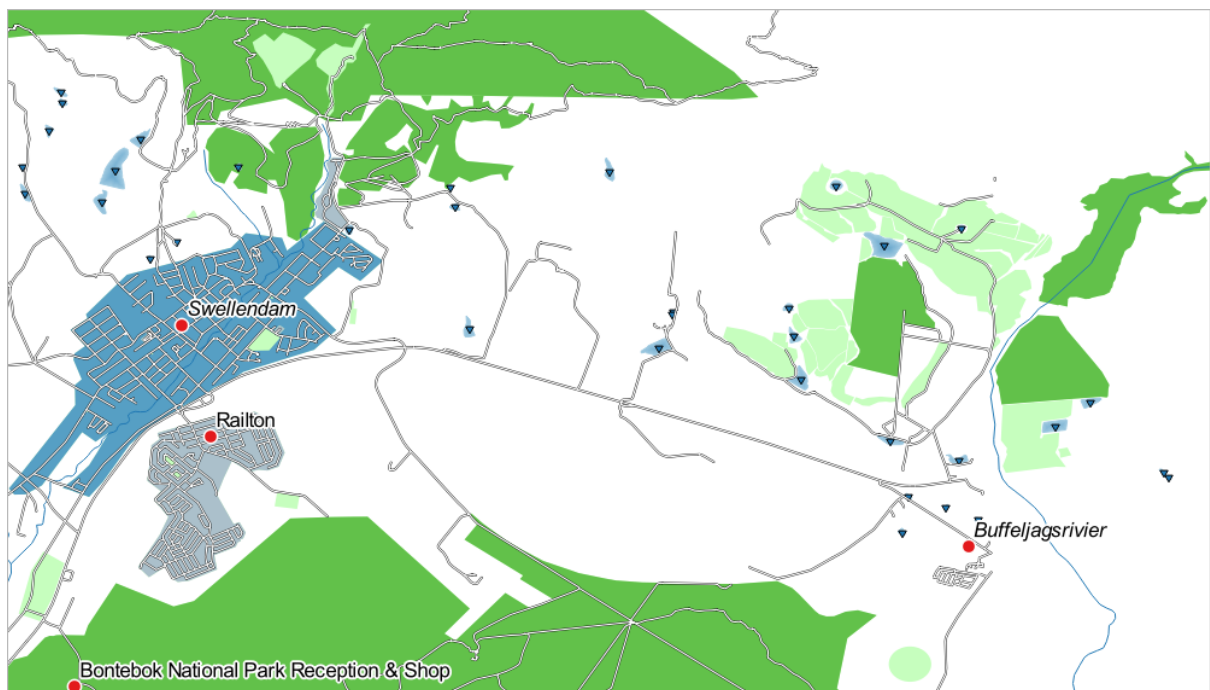 Swellendam
Railton
Buffeljagsrivier
Bontebok National Park Reception & Shop